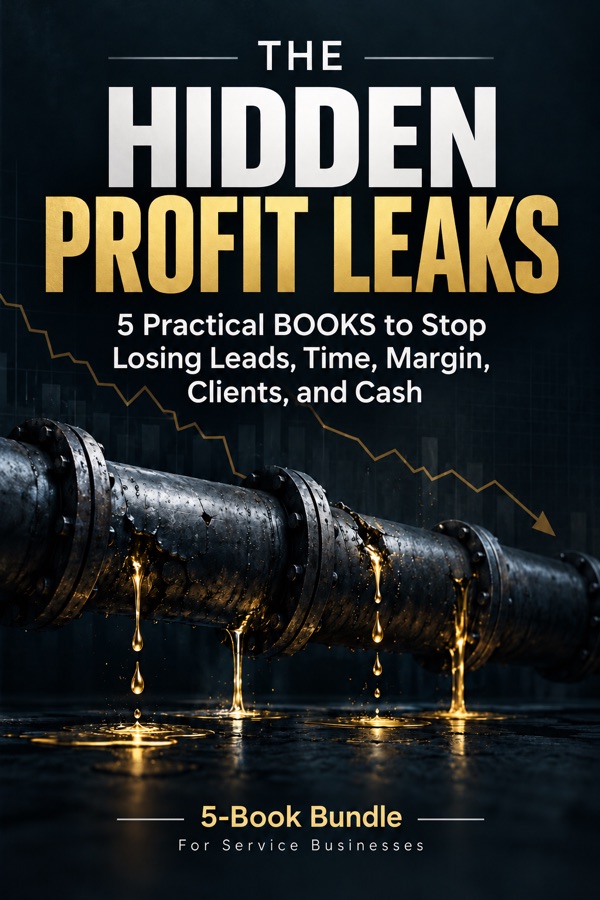 THE
HIDDEN
PROFIT LEAKS
5 Practical BOOKS to Stop
Losing Leads, Time, Margin,
Clients, and Cash
5-Book Bundle
For Service Businesses